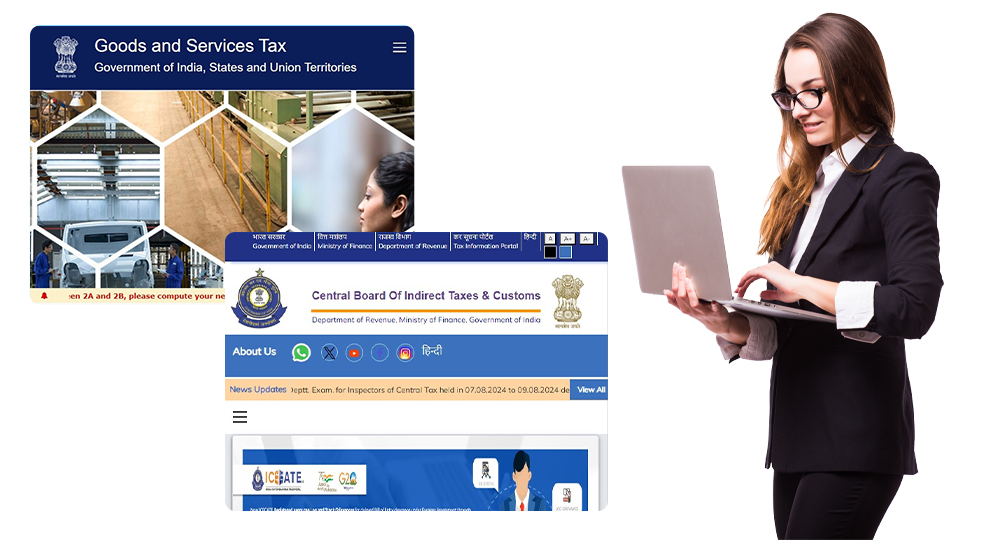 Goods and Services Tax
Government of India, States and Union Territories
een 2A and 2B, please compute your ne
भारत सरकार
Government of India
वित्त मंत्रालय
Ministry of Finance
राजस्व विभाग
Department of Revenue
कर सूचना पोर्टल
Tax Information Portal
हिन्दी
A
A+
A-
Central Board Of Indirect Taxes & Customs
Department of Revenue, Ministry of Finance, Government of India
सत्यमेव जयते
About Us
हिन्दी
News Updates
Deptt. Exam. for Inspectors of Central Tax held in 07.08.2024 to 09.08.2024 de
View All
ICEGATE
G20